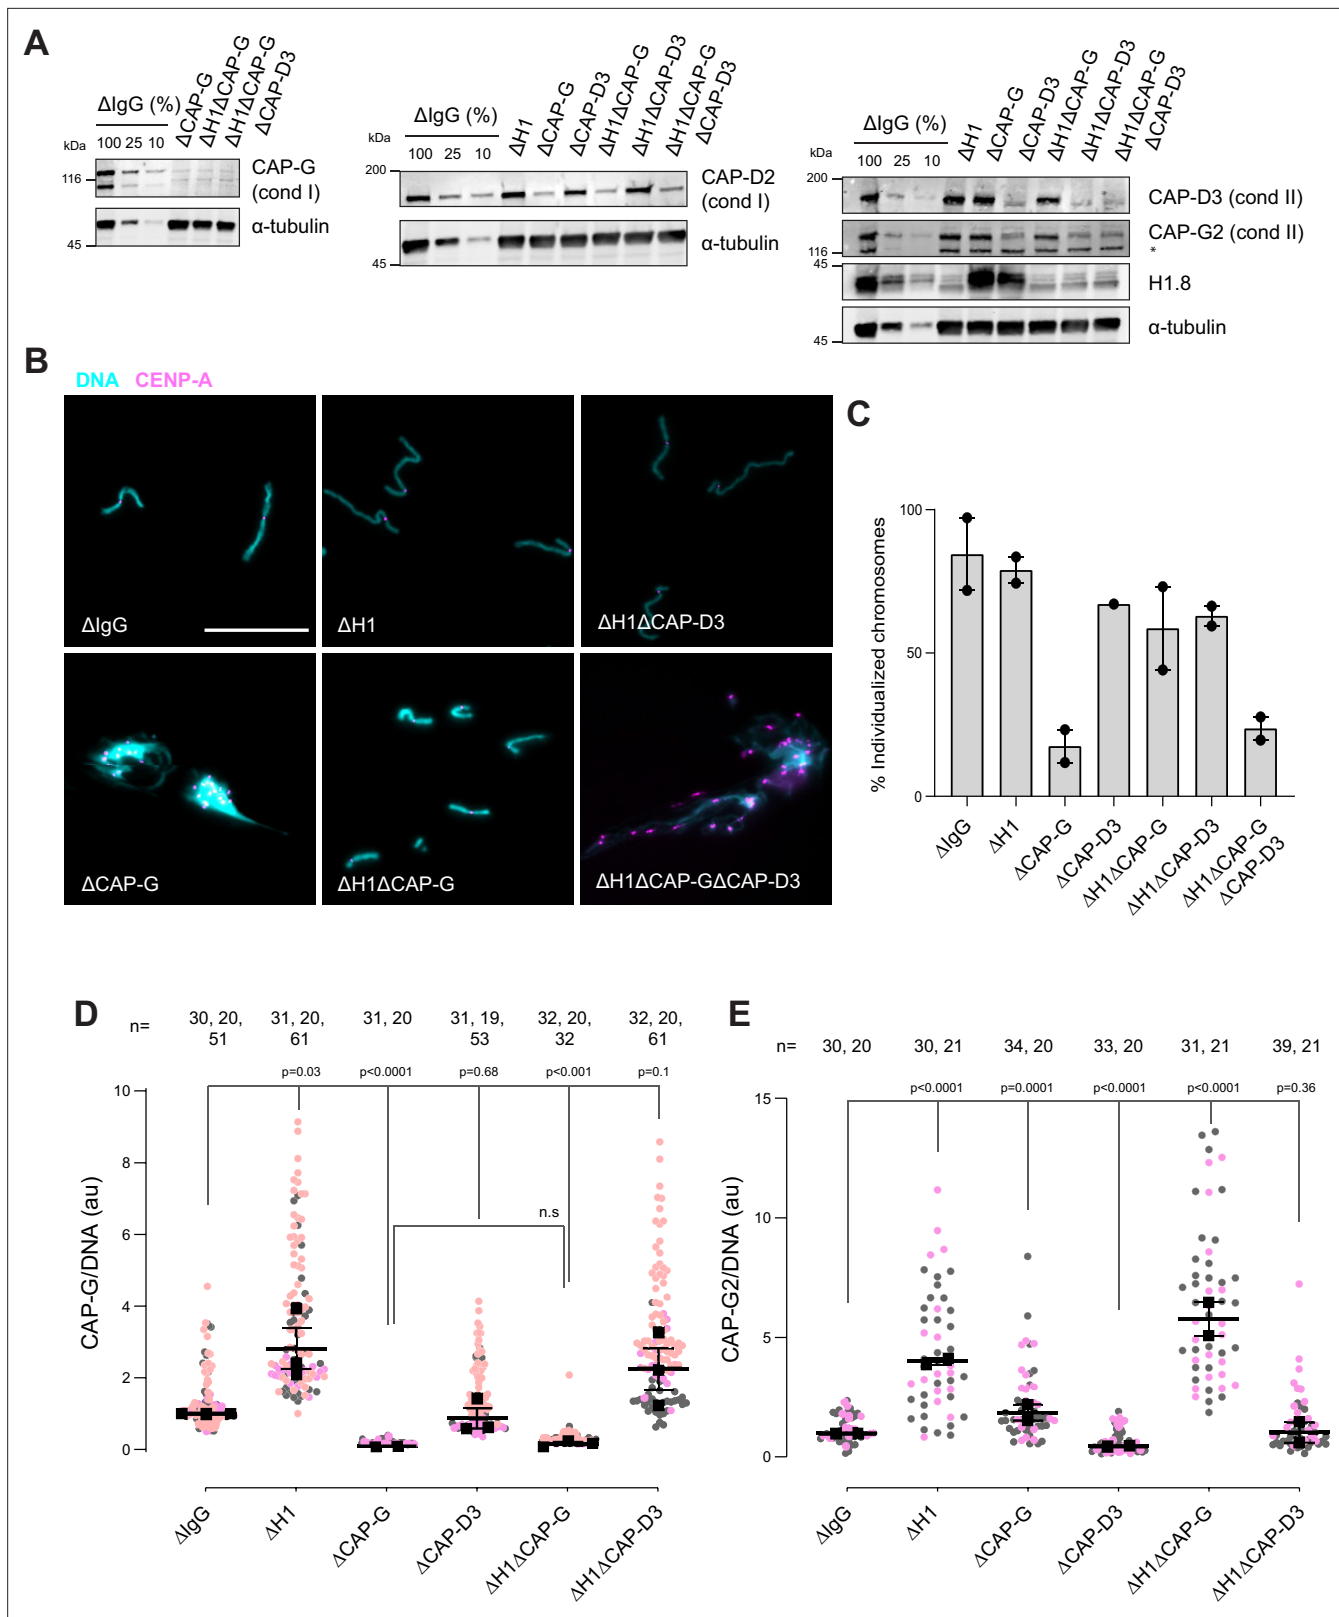 A
ΔIgG (%)
100 25 10
ΔCAP-G
ΔH1ΔCAP-G
ΔH1ΔCAP-G
ΔCAP-D3
kDa
116
CAP-G
(cond I)
α-tubulin
45
ΔIgG (%)
100 25 10
ΔH1
ΔCAP-G
ΔCAP-D3
ΔH1ΔCAP-G
ΔH1ΔCAP-D3
ΔH1ΔCAP-G
ΔCAP-D3
kDa
200
CAP-D2
(cond I)
α-tubulin
45
ΔIgG (%)
100 25 10
ΔH1
ΔCAP-G
ΔCAP-D3
ΔH1ΔCAP-G
ΔH1ΔCAP-D3
ΔH1ΔCAP-G
ΔCAP-D3
kDa
200
CAP-D3 (cond II)
CAP-G2 (cond II)
116
*
45
H1.8
α-tubulin
45
B
DNA CENP-A
ΔIgG
ΔH1
ΔH1ΔCAP-D3
ΔCAP-G
ΔH1ΔCAP-G
ΔH1ΔCAP-GΔCAP-D3
C
% Individualized chromosomes
100
50
0
ΔIgG
ΔH1
ΔCAP-G
ΔCAP-D3
ΔH1ΔCAP-G
ΔH1ΔCAP-D3
ΔH1ΔCAP-G
ΔCAP-D3
D
n=
30, 20,
51
31, 20,
61
31, 20
31, 19,
53
32, 20,
32
32, 20,
61
p=0.03
p<0.0001
p=0.68
p<0.001
p=0.1
n.s
CAP-G/DNA (au)
10
8
6
4
2
0
ΔIgG
ΔH1
ΔCAP-G
ΔCAP-D3
ΔH1ΔCAP-G
ΔH1ΔCAP-D3
E
n=
30, 20
30, 21
34, 20
33, 20
31, 21
39, 21
p<0.0001
p=0.0001
p<0.0001
p<0.0001
p=0.36
CAP-G2/DNA (au)
15
10
5
0
ΔIgG
ΔH1
ΔCAP-G
ΔCAP-D3
ΔH1ΔCAP-G
ΔH1ΔCAP-D3